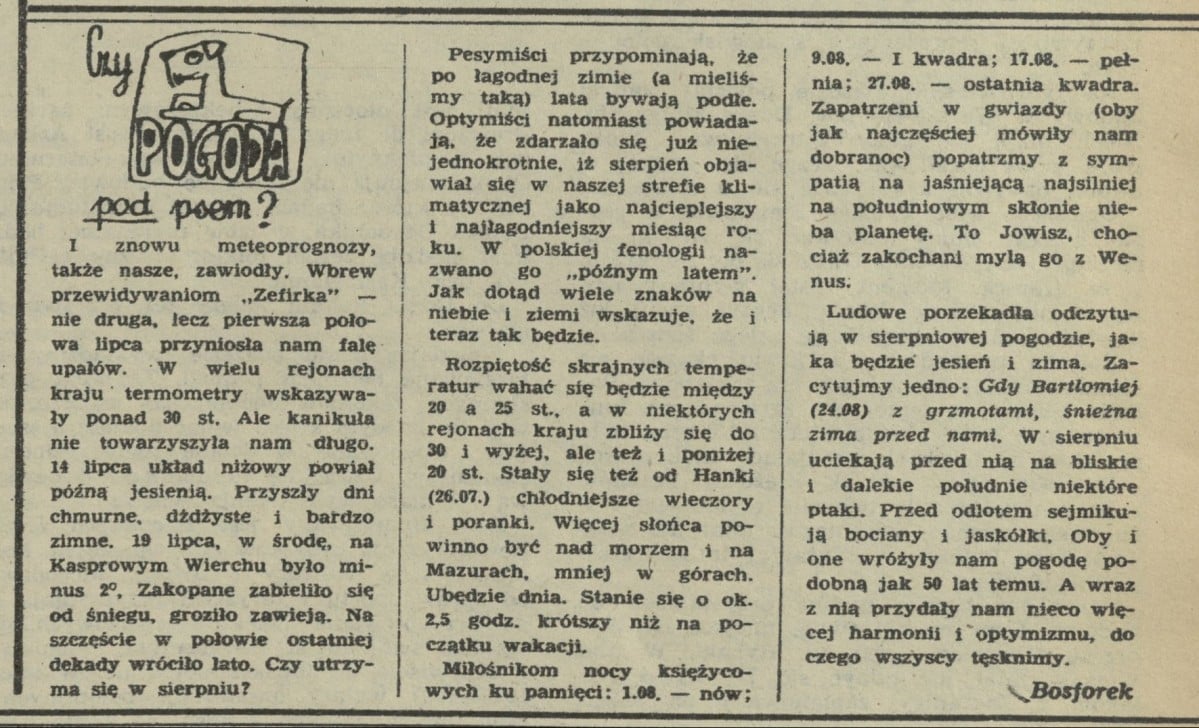 Czy
POGODA
pod psem?
I znowu meteoprognozy,
także nasze, zawiodły. Wbrew
przewidywaniom „Zefirka” —
nie druga, lecz pierwsza poło-
wa lipca przyniosła nam falę
upałów. W wielu rejonach
kraju termometry wskazywa-
ły ponad 30 st. Ale kanikuła
nie towarzyszyła nam długo.
14 lipca układ niżowy powiał
późną jesienią. Przyszły dni
chmurne, dżdżyste i bardzo
zimne. 19 lipca, w środę, na
Kasprowym Wierchu było mi-
nus 2°, Zakopane zabieliło się
od śniegu, groziło zawieją. Na
szczęście w połowie ostatniej
dekady wróciło lato. Czy utrzy-
ma się w sierpniu?
Pesymiści przypominają, że
po łagodnej zimie (a mieliś-
my taką) lata bywają podłe.
Optymiści natomiast powiada-
ją, że zdarzało się już nie-
jednokrotnie, iż sierpień obja-
wiał się w naszej strefie kli-
matycznej jako najcieplejszy
i najłagodniejszy miesiąc ro-
ku. W polskiej fenologii na-
zwano go „późnym latem”.
Jak dotąd wiele znaków na
niebie i ziemi wskazuje, że i
teraz tak będzie.
Rozpiętość skrajnych tempe-
ratur wahać się będzie między
20 a 25 st., a w niektórych
rejonach kraju zbliży się do
30 i wyżej, ale też i poniżej
20 st. Stały się też od Hanki
(26.07.) chłodniejsze wieczory
i poranki. Więcej słońca po-
winno być nad morzem i na
Mazurach, mniej w górach.
Ubędzie dnia. Stanie się o ok.
2,5 godz. krótszy niż na po-
czątku wakacji.
Miłośnikom nocy księżyco-
wych ku pamięci: 1.08. — nów;
9.08. — I kwadra; 17.08. — peł-
nia; 27.08. — ostatnia kwadra.
Zapatrzeni w gwiazdy (oby
jak najczęściej mówiły nam
dobranoc) popatrzmy z sym-
patią na jaśniejącą najsilniej
na południowym skłonie nie-
ba planetę. To Jowisz, cho-
ciaż zakochani mylą go z We-
nus.
Ludowe porzekadła odczytu-
ją w sierpniowej pogodzie, ja-
ka będzie jesień i zima. Za-
cytujmy jedno: Gdy Bartłomiej
(24.08) z grzmotami, śnieżna
zima przed nami. W sierpniu
uciekają przed nią na bliskie
i dalekie południe niektóre
ptaki. Przed odlotem sejmiku-
ją bociany i jaskółki. Oby i
one wróżyły nam pogodę po-
dobną jak 50 lat temu. A wraz
z nią przydały nam nieco wię-
cej harmonii i optymizmu, do
czego wszyscy tęsknimy.
Bosforek